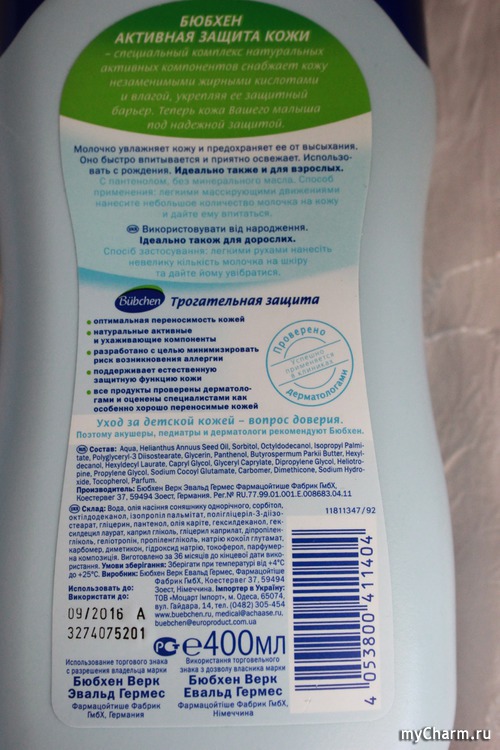 БЮБХЕН
АКТИВНАЯ ЗАЩИТА КОЖИ
– специальный комплекс натуральных
активных компонентов снабжает кожу
незаменимыми жирными кислотами
и влагой, укрепляя ее защитный
барьер. Теперь кожа Вашего малыша
под надежной защитой.
Молочко увлажняет кожу и предохраняет ее от высыхания.
Оно быстро впитывается и приятно освежает. Использо-
вать с рождения. Идеально также и для взрослых.
С пантенолом, без минерального масла. Способ
применения: легкими массирующими движениями
нанесите небольшое количество молочка на кожу
и дайте ему впитаться.
Використовувати від народження.
Ідеально також для дорослих.
Спосіб застосування: легкими рухами нанесіть
невелику кількість молочка на шкіру
та дайте йому увібратися.
Bübchen Трогательная защита
• оптимальная переносимость кожей
• натуральные активные
и ухаживающие компоненты
• разработано с целью минимизировать
риск возникновения аллергии
• поддерживает естественную
защитную функцию кожи
• все продукты проверены дерматоло-
гами и оценены специалистами как
особенно хорошо переносимые кожей
Проверено
Успешно
применяется
в клиниках
дерматологами
Уход за детской кожей – вопрос доверия.
Поэтому акушеры, педиатры и дерматологи рекомендуют Бюбхен.
Состав: Aqua, Helianthus Annuus Seed Oil, Sorbitol, Octyldodecanol, Isopropyl Palmi-
tate, Polyglyceryl-3 Diisostearate, Glycerin, Panthenol, Butyrospermum Parkii Butter, Hexyl-
decanol, Hexyldecyl Laurate, Capryl Glycol, Glyceryl Caprylate, Dipropylene Glycol, Heliotro-
pine, Propylene Glycol, Sodium Cocoyl Glutamate, Carbomer, Dimethicone, Sodium Hydro-
xide, Tocopherol, Parfum.
Производитель: Бюбхен Верк Эвальд Гермес Фармацойтише Фабрик ГмбХ,
Коестергер 37, 59494 Зоест, Германия. Рег.№ RU.77.99.01.001.Е.008683.04.11
Склад: Вода, олія насіння соняшнику однорічного, сорбітол, 11811347/92
октілдодеканол, ізопропіл пальмітат, полігліцеріл-3-діізо-
стеарат, гліцерин, пантенол, олія каріте, гексилдеканол, гек-
силдецил лаурат, каприл гліколь, гліцерил каприлат, діпропілен-
гліколь, геліотропін, пропіленгліколь, натрію кокоїл глутамат,
карбомер, диметикон, гідроксид натрію, токоферол, парфумер-
на композиція. Виготовлено за 36 місяців до кінцевої дати вико-
ристання. Умови зберігання: Зберігати при температурі від +4°С
до +25°С. Виробник: Бюбхен Верк Эвальд Гермес, Фармацойтіше
Фабрик ГмбХ, Коестергер 37, 59494
Зоєст, Німеччина. Імпортер в Україну:
ТОВ "Моцарт Імпорт", м. Одеса, 65074,
вул. Гайдара, 14, тел. (0482) 305-454
www.buebchen.ru, medical@achaase.ru,
buebchen@europroduct.com.ua
Использовать до:
Використати до:
09/2016 A
3274075201
℮400МЛ
Использование торгового знака
с разрешения владельца марки
Бюбхен Верк
Эвальд Гермес
Фармацойтише Фабрик
ГмбХ, Германия
Використання торговельного
знака з дозволу власника марки
Бюбхен Верк
Евальд Гермес
Фармацойтіше Фабрик ГмбХ,
Німеччина
4 053800 411404
myCharm.ru